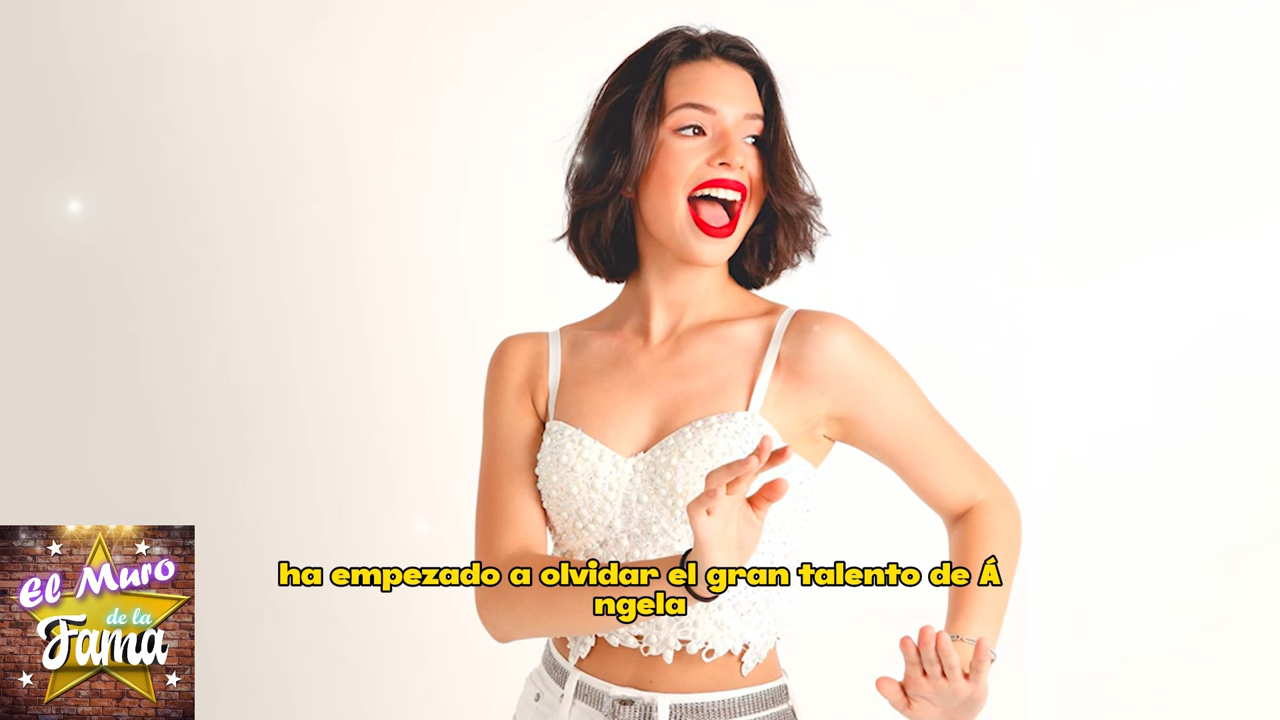 ha empezado a olvidar el gran talento de Á
ngela
El Muro
de la
Fama